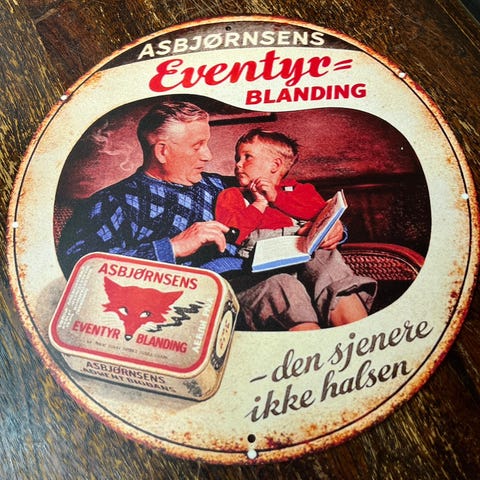 ASBJØRNSENS
Eventyr=
BLANDING
ASBJØRNSENS
EVENTYR BLANDING
ASBJØRNSENS
– den sjenere
ikke halsen